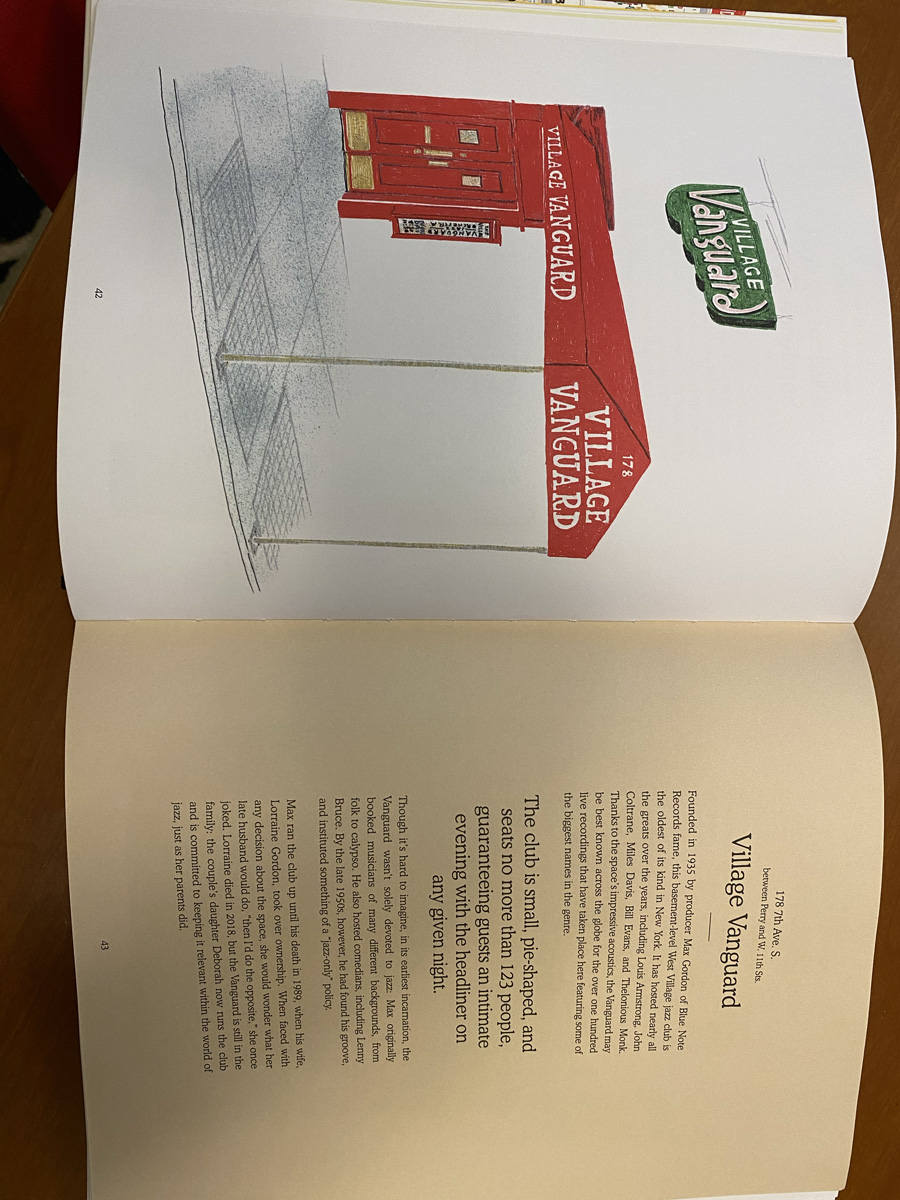 VILLAGE
Vanguard
178
VILLAGE
VANGUARD
VILLAGE VANGUARD
42
178 7th Ave. S.
between Perry and W. 11th Sts.
Village Vanguard
Founded in 1935 by producer Max Gordon of Blue Note
Records fame, this basement-level West Village jazz club is
the oldest of its kind in New York. It has hosted nearly all
the greats over the years, including Louis Armstrong, John
Coltrane, Miles Davis, Bill Evans, and Thelonious Monk.
Thanks to the space's impressive acoustics, the Vanguard may
be best known across the globe for the over one hundred
live recordings that have taken place here featuring some of
the biggest names in the genre.
The club is small, pie-shaped, and
seats no more than 123 people,
guaranteeing guests an intimate
evening with the headliner on
any given night.
Though it's hard to imagine, in its earliest incarnation, the
Vanguard wasn't solely devoted to jazz: Max originally
booked musicians of many different backgrounds, from
folk to calypso. He also hosted comedians, including Lenny
Bruce. By the late 1950s, however, he had found his groove,
and instituted something of a "jazz-only" policy.
Max ran the club up until his death in 1989, when his wife,
Lorraine Gordon, took over ownership. When faced with
any decision about the space, she would wonder what her
late husband would do, "then I'd do the opposite," she once
joked. Lorraine died in 2018, but the Vanguard is still in the
family: the couple's daughter Deborah now runs the club
and is committed to keeping it relevant within the world of
jazz, just as her parents did.
43